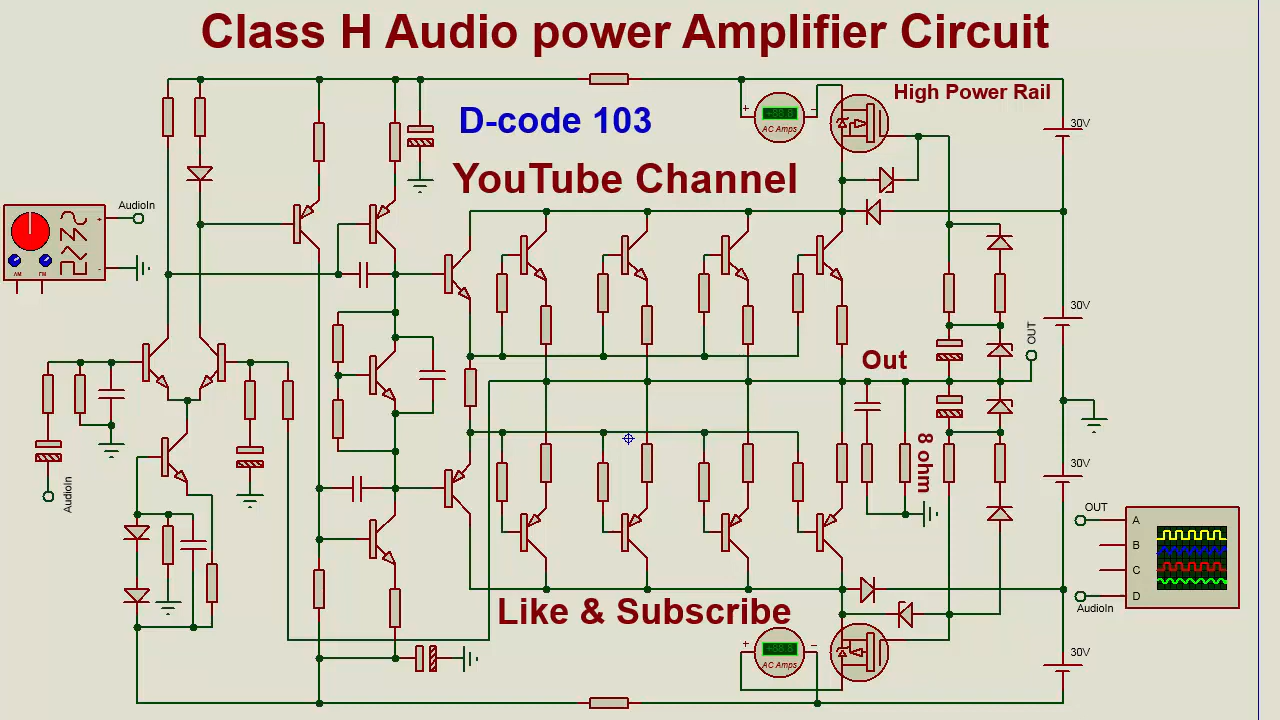 Class H Audio power Amplifier Circuit
High Power Rail
D-code 103
YouTube Channel
30V
AC Amps
AudioIn
30V
OUT
Out
8 ohm
30V
AudioIn
OUT
A
B
C
D
AudioIn
Like & Subscribe
30V
AC Amps